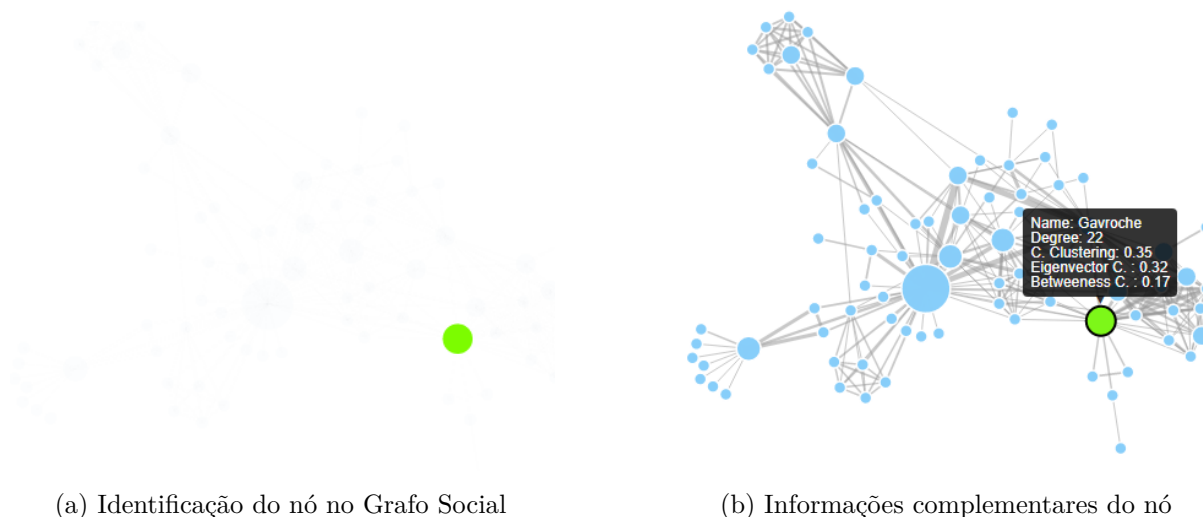 Name: Gavroche
Degree: 22
C. Clustering: 0.35
Eigenvector C. : 0.32
Betweeness C. : 0.17
(a) Identificação do nó no Grafo Social
(b) Informações complementares do nó